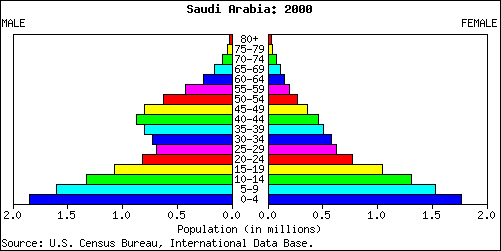 Saudi Arabia: 2000
MALE
FEMALE
80+
75-79
70-74
65-69
60-64
55-59
50-54
45-49
40-44
35-39
30-34
25-29
20-24
15-19
10-14
5-9
0-4
2.0 1.5 1.0 0.5 0.0 0.0 0.5 1.0 1.5 2.0
Population (in millions)
Source: U.S. Census Bureau, International Data Base.